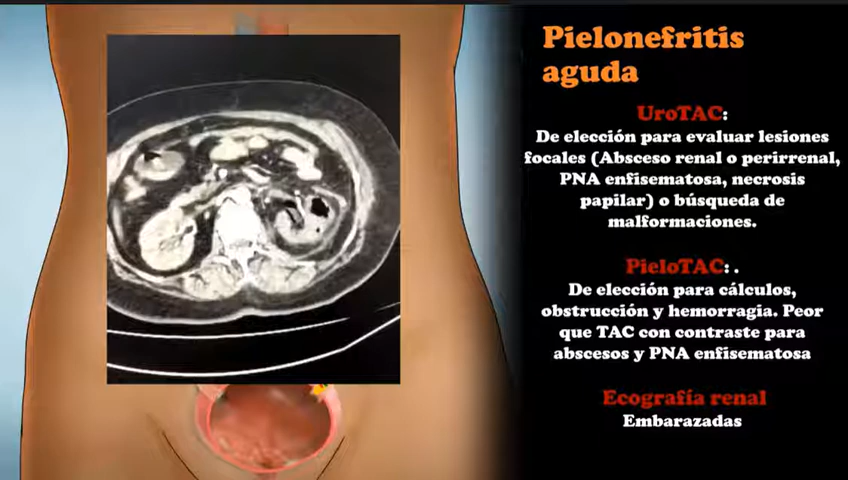 Pielonefritis
aguda
UroTAC:
De elección para evaluar lesiones
focales (Absceso renal o perirrenal,
PNA enfisematosa, necrosis
papilar) o búsqueda de
malformaciones.
PieloTAC: .
De elección para cálculos,
obstrucción y hemorragia. Peor
que TAC con contraste para
abscesos y PNA enfisematosa
Ecografía renal
Embarazadas